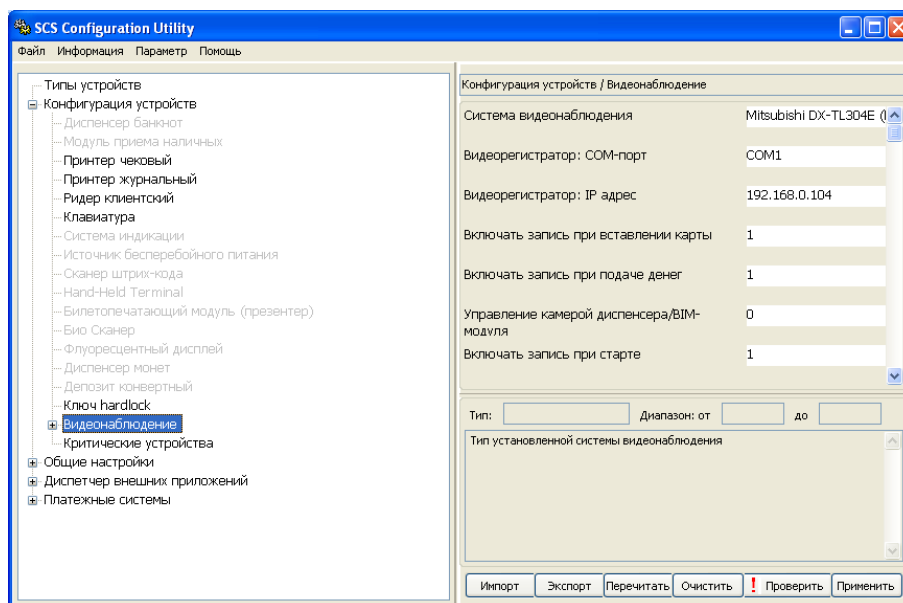 SCS Configuration Utility
Файл Информация Параметр Помощь
Типы устройств
Конфигурация устройств
Диспенсер банкнот
Модуль приема наличных
Принтер чековый
Принтер журнальный
Ридер клиентский
Клавиатура
Система индикации
Источник бесперебойного питания
Сканер штрих-кода
Hand-Held Terminal
Билетопечатающий модуль (презентер)
Био Сканер
Флуоресцентный дисплей
Диспенсер монет
Депозит конвертный
Ключ hardlock
Видеонаблюдение
Критические устройства
Общие настройки
Диспетчер внешних приложений
Платежные системы
Конфигурация устройств / Видеонаблюдение
Система видеонаблюдения Mitsubishi DX-TL304E (
Видеорегистратор: COM-порт COM1
Видеорегистратор: IP адрес 192.168.0.104
Включать запись при вставлении карты 1
Включать запись при подаче денег 1
Управление камерой диспенсера/BIM- 0
модуля
Включать запись при старте 1
Тип: Диапазон: от до
Тип установленной системы видеонаблюдения
Импорт Экспорт Перечитать Очистить ! Проверить Применить